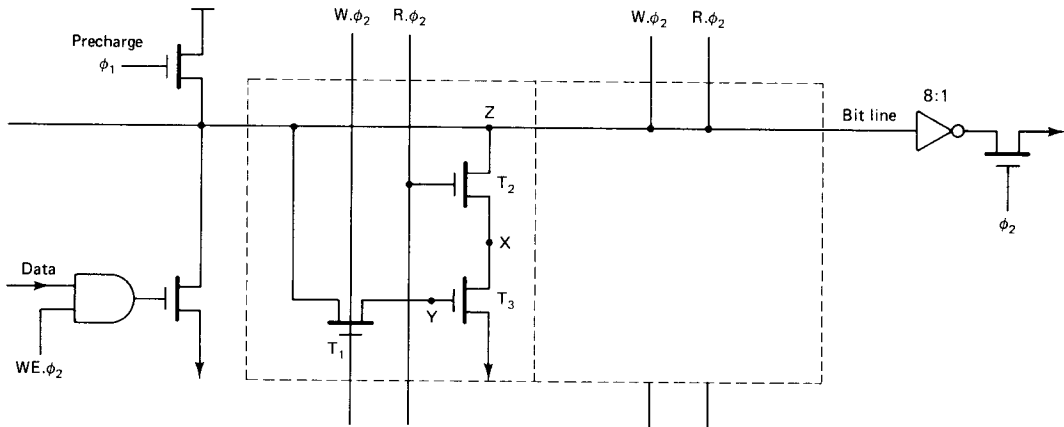 W.ϕ₂ R.ϕ₂ W.ϕ₂ R.ϕ₂
Precharge
ϕ₁
8:1
Z
Bit line
T₂
X
ϕ₂
Data
T₃
Y
T₁
WE.ϕ₂